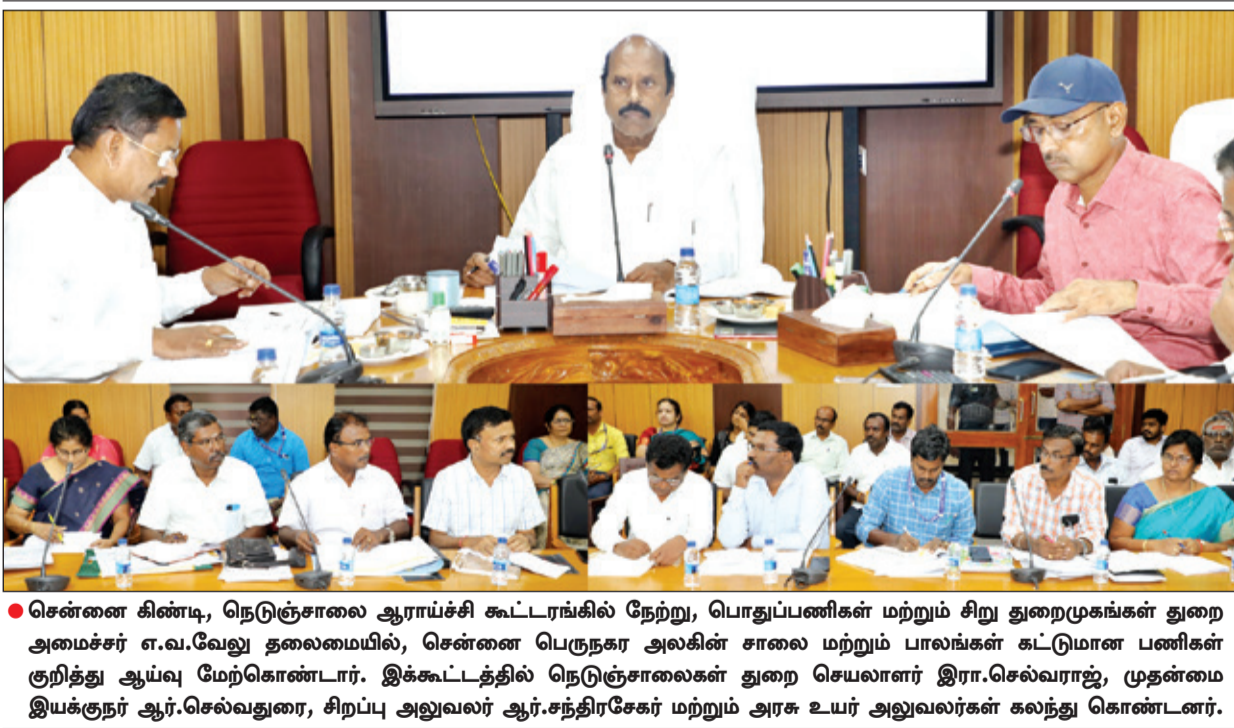 சென்னை கிண்டி, நெடுஞ்சாலை ஆராய்ச்சி கூட்டரங்கில் நேற்று, பொதுப்பணிகள் மற்றும் சிறு துறைமுகங்கள் துறை
அமைச்சர் எ.வ.வேலு தலைமையில், சென்னை பெருநகர அலகின் சாலை மற்றும் பாலங்கள் கட்டுமான பணிகள்
குறித்து ஆய்வு மேற்கொண்டார். இக்கூட்டத்தில் நெடுஞ்சாலைகள் துறை செயலாளர் இரா.செல்வராஜ், முதன்மை
இயக்குநர் ஆர்.செல்வதுரை, சிறப்பு அலுவலர் ஆர்.சந்திரசேகர் மற்றும் அரசு உயர் அலுவலர்கள் கலந்து கொண்டனர்.